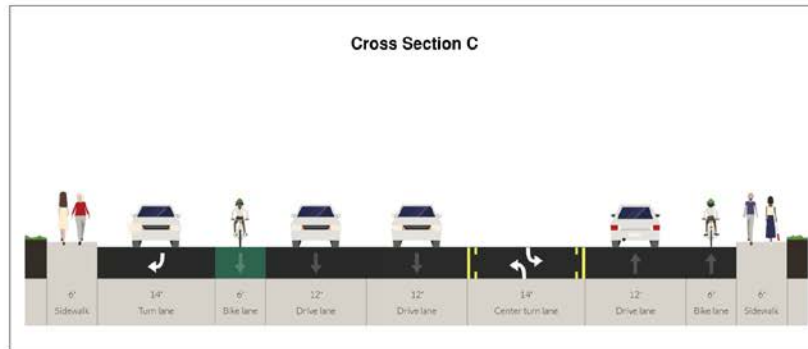 Cross Section C
6' 14' 6' 12' 12' 14' 12' 6' 6'
Sidewalk Turn lane Bike lane Drive lane Drive lane Center turn lane Drive lane Bike lane Sidewalk